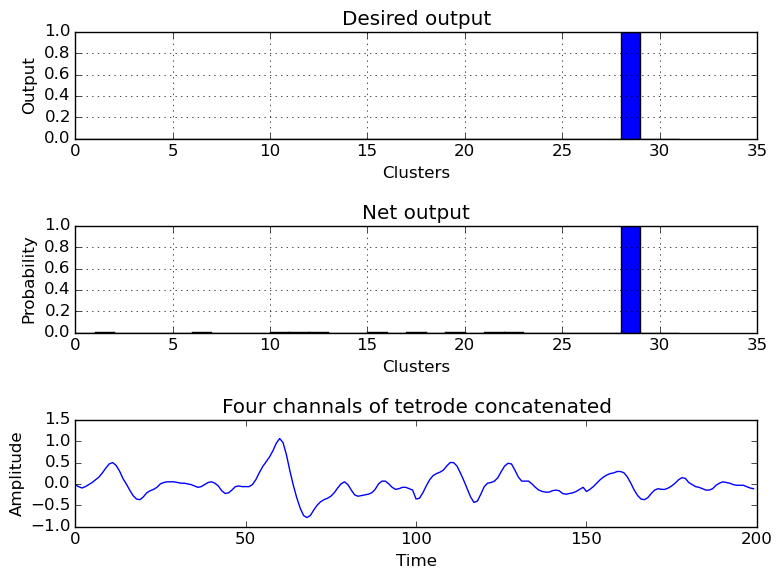 Desired output
1.0
0.8
0.6
0.4
0.2
0.0
Output
0 5 10 15 20 25 30 35
Clusters
Net output
1.0
0.8
0.6
0.4
0.2
0.0
Probability
0 5 10 15 20 25 30 35
Clusters
Four channals of tetrode concatenated
1.5
1.0
0.5
0.0
−0.5
−1.0
Amplitude
0 50 100 150 200
Time